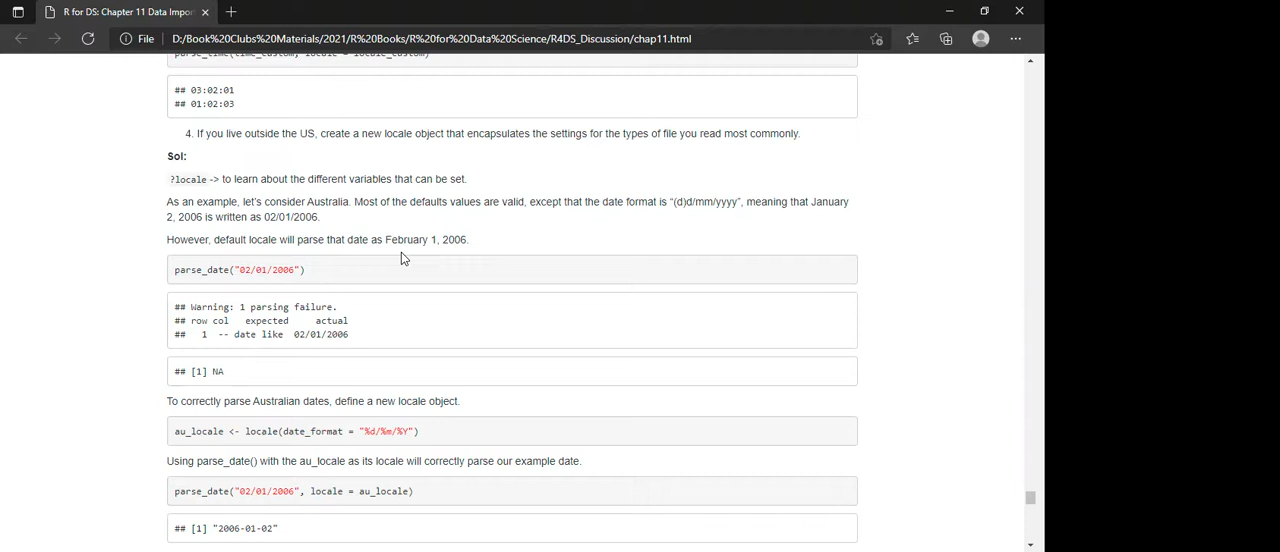 R for DS: Chapter 11 Data Impor
File
D:/Book%20Clubs%20Materials/2021/R%20Books/R%20for%20Data%20Science/R4DS_Discussion/chap11.html
parse_time(time_custom, locale = locale_custom)
## 03:02:01
## 01:02:03
4. If you live outside the US, create a new locale object that encapsulates the settings for the types of file you read most commonly.
Sol:
?locale -> to learn about the different variables that can be set.
As an example, let's consider Australia. Most of the defaults values are valid, except that the date format is “(d)d/mm/yyyy”, meaning that January
2, 2006 is written as 02/01/2006.
However, default locale will parse that date as February 1, 2006.
parse_date("02/01/2006")
## Warning: 1 parsing failure.
## row col   expected     actual
##   1  -- date like  02/01/2006
## [1] NA
To correctly parse Australian dates, define a new locale object.
au_locale <- locale(date_format = "%d/%m/%Y")
Using parse_date() with the au_locale as its locale will correctly parse our example date.
parse_date("02/01/2006", locale = au_locale)
## [1] "2006-01-02"